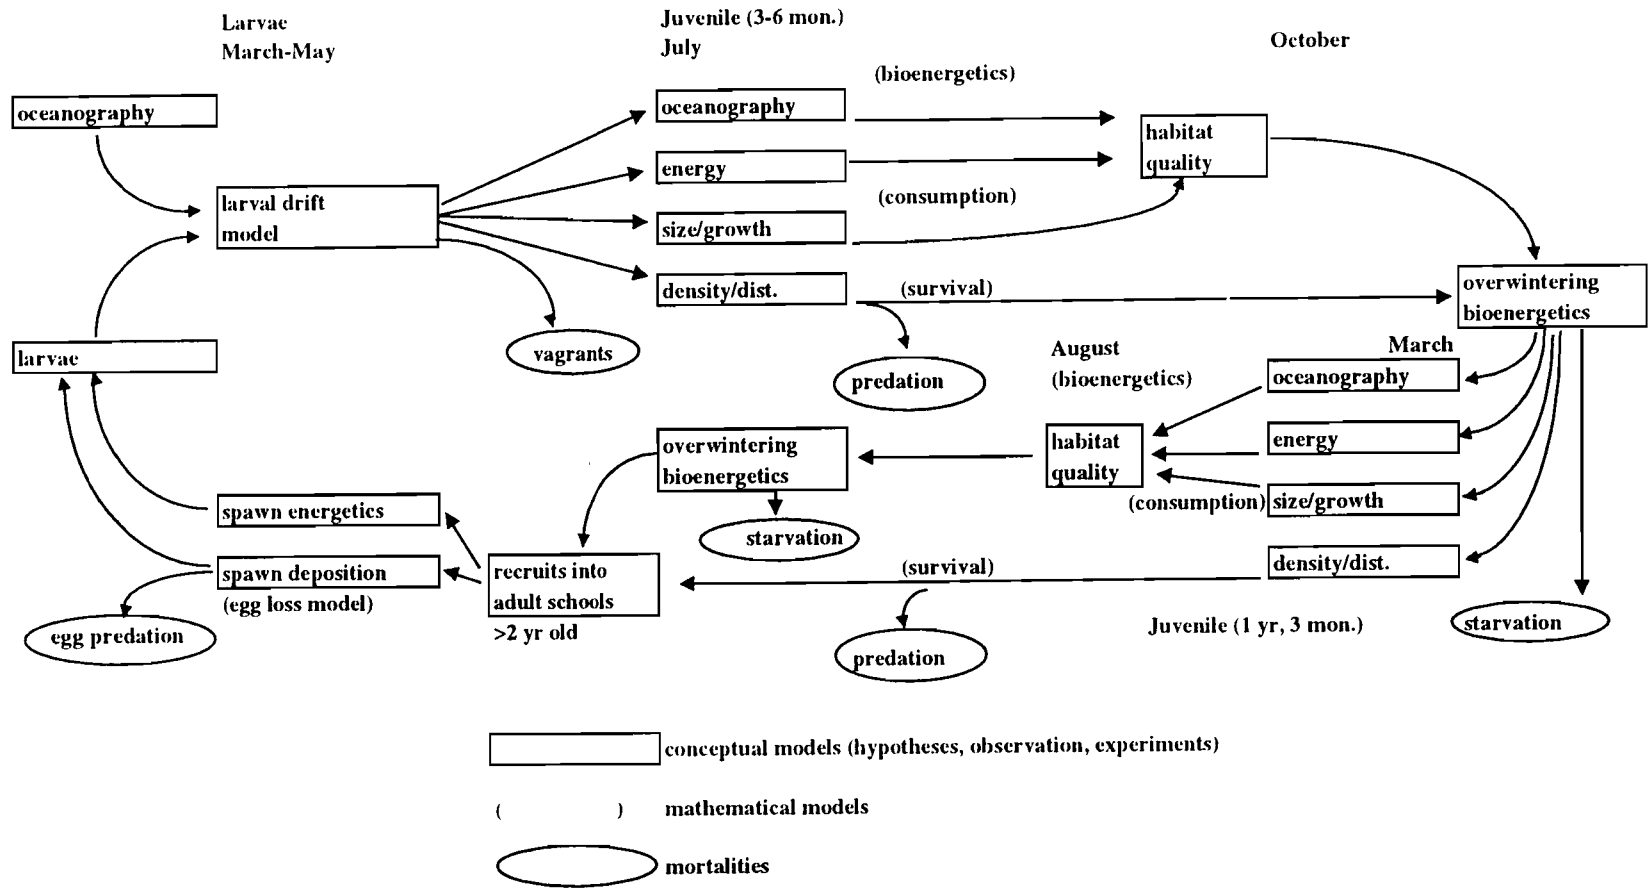 Larvae
March-May
Juvenile (3-6 mon.)
July
October
(bioenergetics)
oceanography
oceanography
habitat
quality
energy
(consumption)
larval drift
model
size/growth
density/dist.
(survival)
overwintering
bioenergetics
vagrants
larvae
predation
August
(bioenergetics)
March
oceanography
energy
habitat
quality
overwintering
bioenergetics
(consumption)
size/growth
spawn energetics
starvation
density/dist.
(survival)
recruits into
adult schools
>2 yr old
spawn deposition
(egg loss model)
egg predation
Juvenile (1 yr, 3 mon.)
starvation
predation
conceptual models (hypotheses, observation, experiments)
( ) mathematical models
mortalities